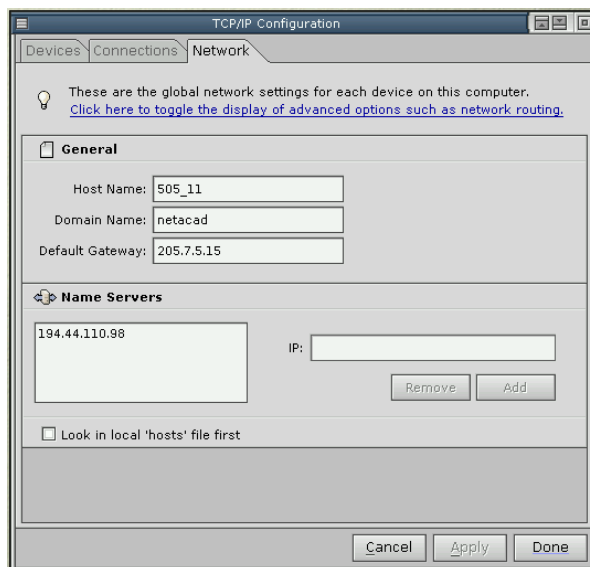 TCP/IP Configuration
Devices Connections Network
These are the global network settings for each device on this computer.
Click here to toggle the display of advanced options such as network routing.
General
Host Name: 505_11
Domain Name: netacad
Default Gateway: 205.7.5.15
Name Servers
194.44.110.98
IP:
Remove Add
Look in local 'hosts' file first
Cancel Apply Done